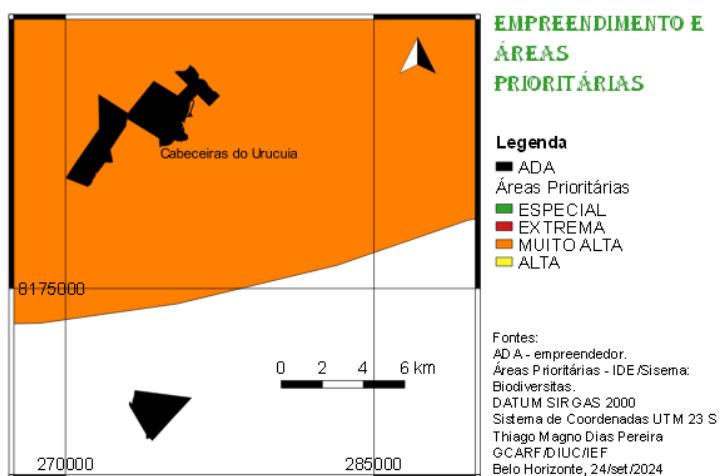 EMPREENDIMENTO E
ÁREAS
PRIORITÁRIAS
Cabeceiras do Urucuia
8175000
0 2 4 6 km
270000
285000
Legenda
ADA
Áreas Prioritárias
ESPECIAL
EXTREMA
MUITO ALTA
ALTA
Fontes:
ADA - empreendedor.
Áreas Prioritárias - IDE/Sisema:
Biodiversitas.
DATUM SIRGAS 2000
Sistema de Coordenadas UTM 23 S
Thiago Magno Dias Pereira
GCARF/DIUC/IEF
Belo Horizonte, 24/set/2024